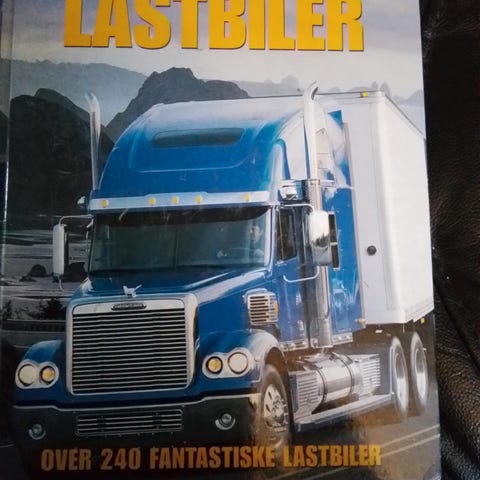 LASTBILER
OVER 240 FANTASTISKE LASTBILER